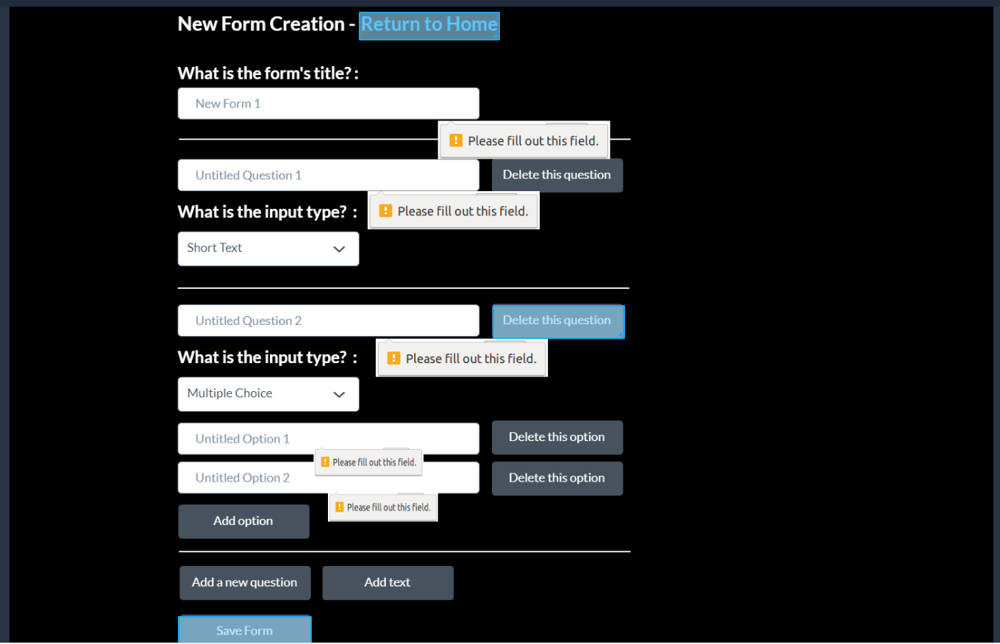 New Form Creation - Return to Home
What is the form's title? :
New Form 1
Please fill out this field.
Untitled Question 1 Delete this question
What is the input type? : Please fill out this field.
Short Text
Untitled Question 2 Delete this question
What is the input type? : Please fill out this field.
Multiple Choice
Untitled Option 1 Delete this option
Please fill out this field.
Untitled Option 2 Delete this option
Please fill out this field.
Add option
Add a new question Add text
Save Form